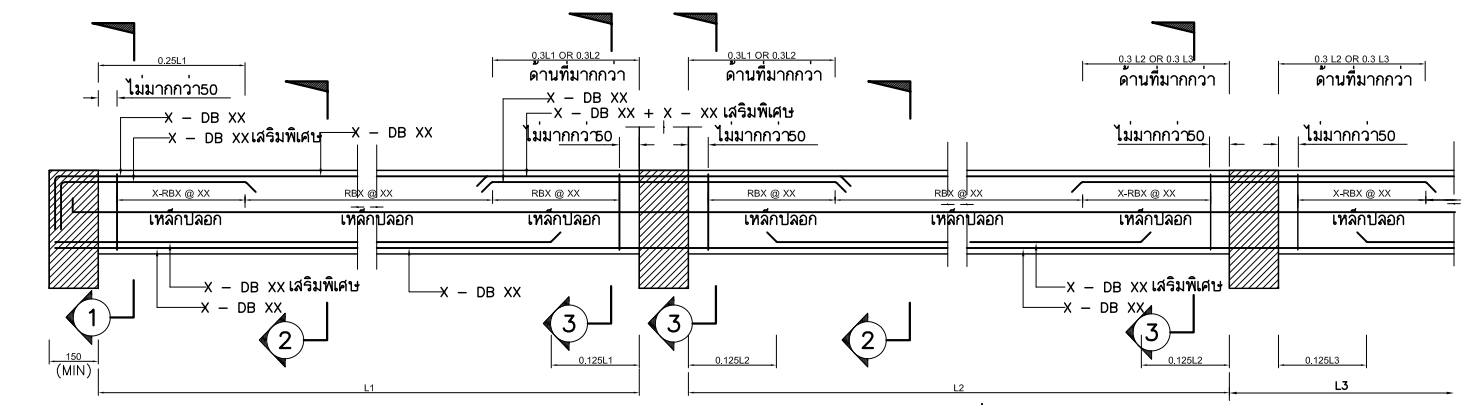 0.25L1
0.3L1 OR 0.3L2
0.3L1 OR 0.3L2
0.3 L2 OR 0.3 L3
0.3 L2 OR 0.3 L3
ด้านที่มากกว่า
ด้านที่มากกว่า
ด้านที่มากกว่า
ด้านที่มากกว่า
ไม่มากกว่า50
X - DB XX
X - DB XX + X - XX เสริมพิเศษ
X - DB XX
X - DB XX เสริมพิเศษ
X - DB XX
ไม่มากกว่า50
ไม่มากกว่า50
ไม่มากกว่า50
ไม่มากกว่า50
X-RBX @ XX
RBX @ XX
RBX @ XX
RBX @ XX
RBX @ XX
X-RBX @ XX
X-RBX @ XX
เหล็กปลอก
เหล็กปลอก
เหล็กปลอก
เหล็กปลอก
เหล็กปลอก
เหล็กปลอก
เหล็กปลอก
X - DB XX เสริมพิเศษ
X - DB XX
X - DB XX
X - DB XX เสริมพิเศษ
X - DB XX
1
2
3
3
2
3
150
(MIN)
0.125L1
0.125L2
0.125L2
0.125L3
L1
L2
L3